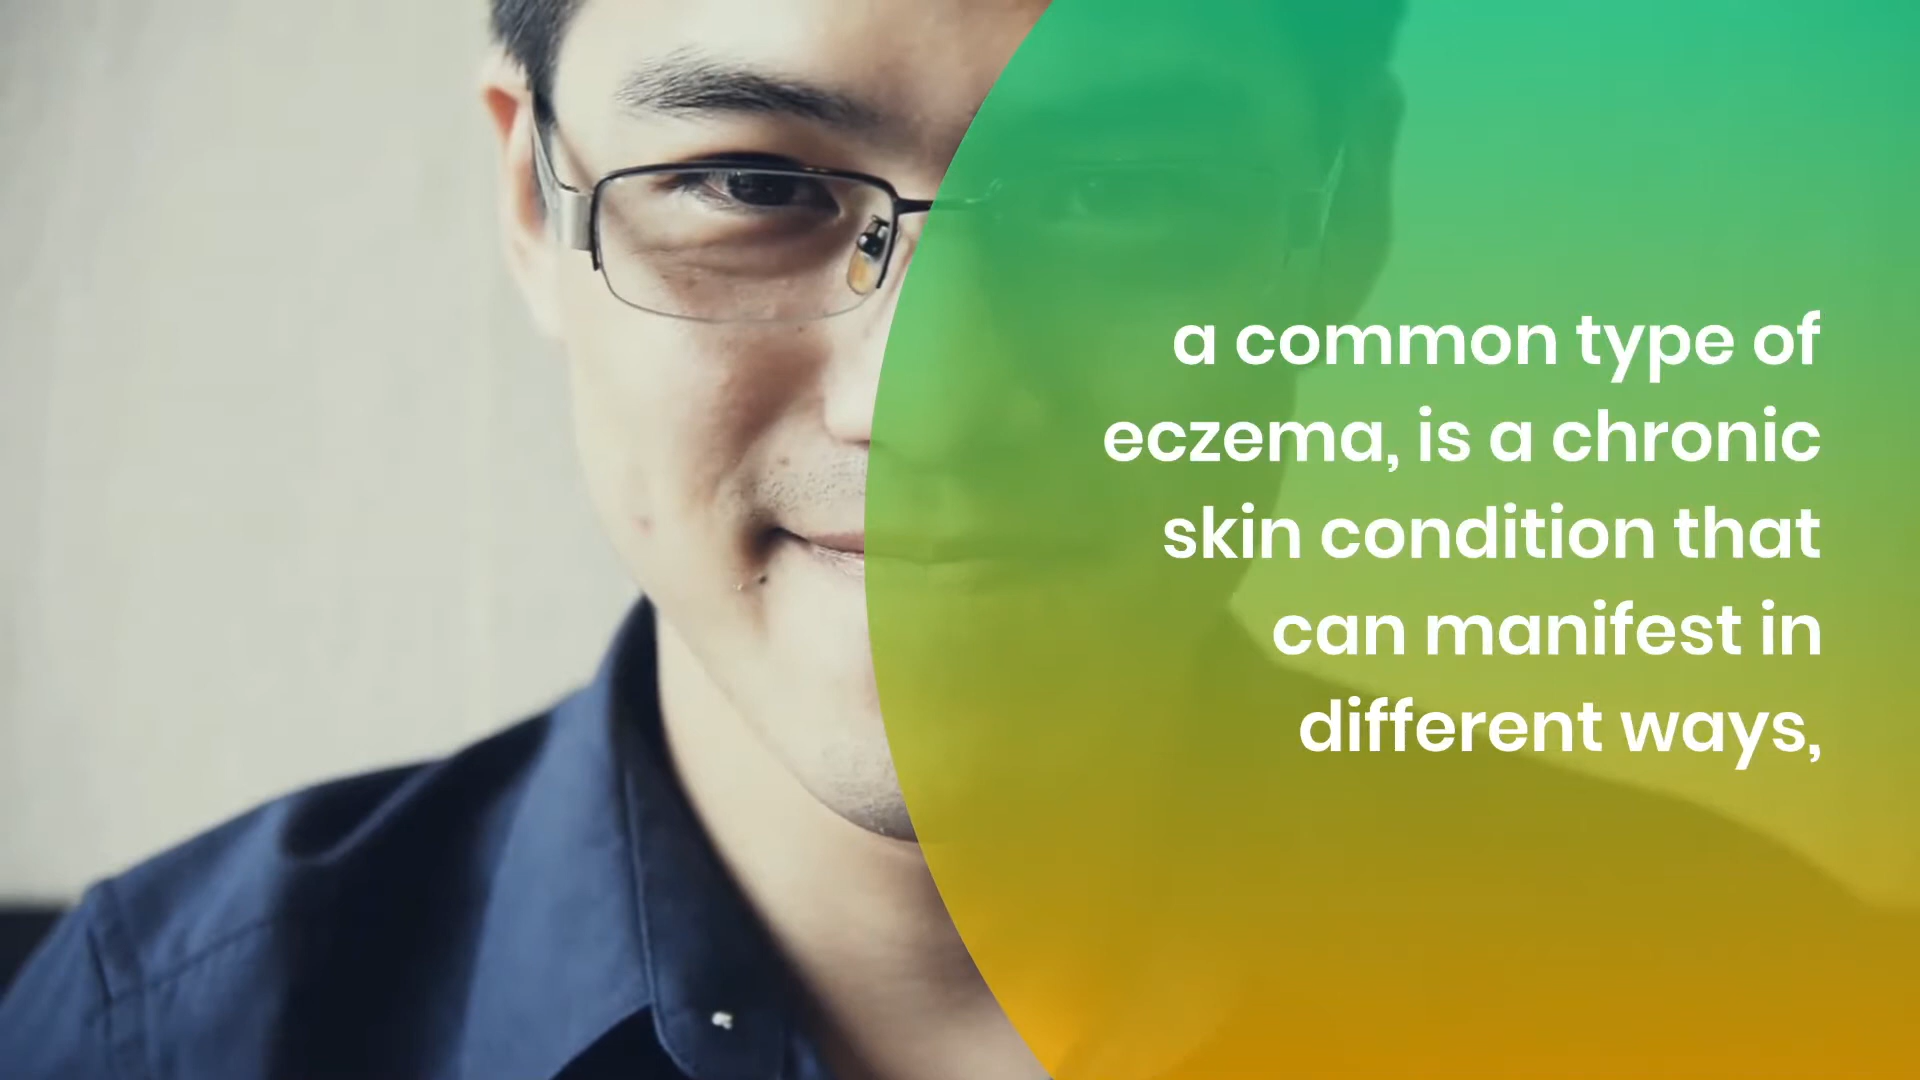 a common type of
eczema, is a chronic
skin condition that
can manifest in
different ways,